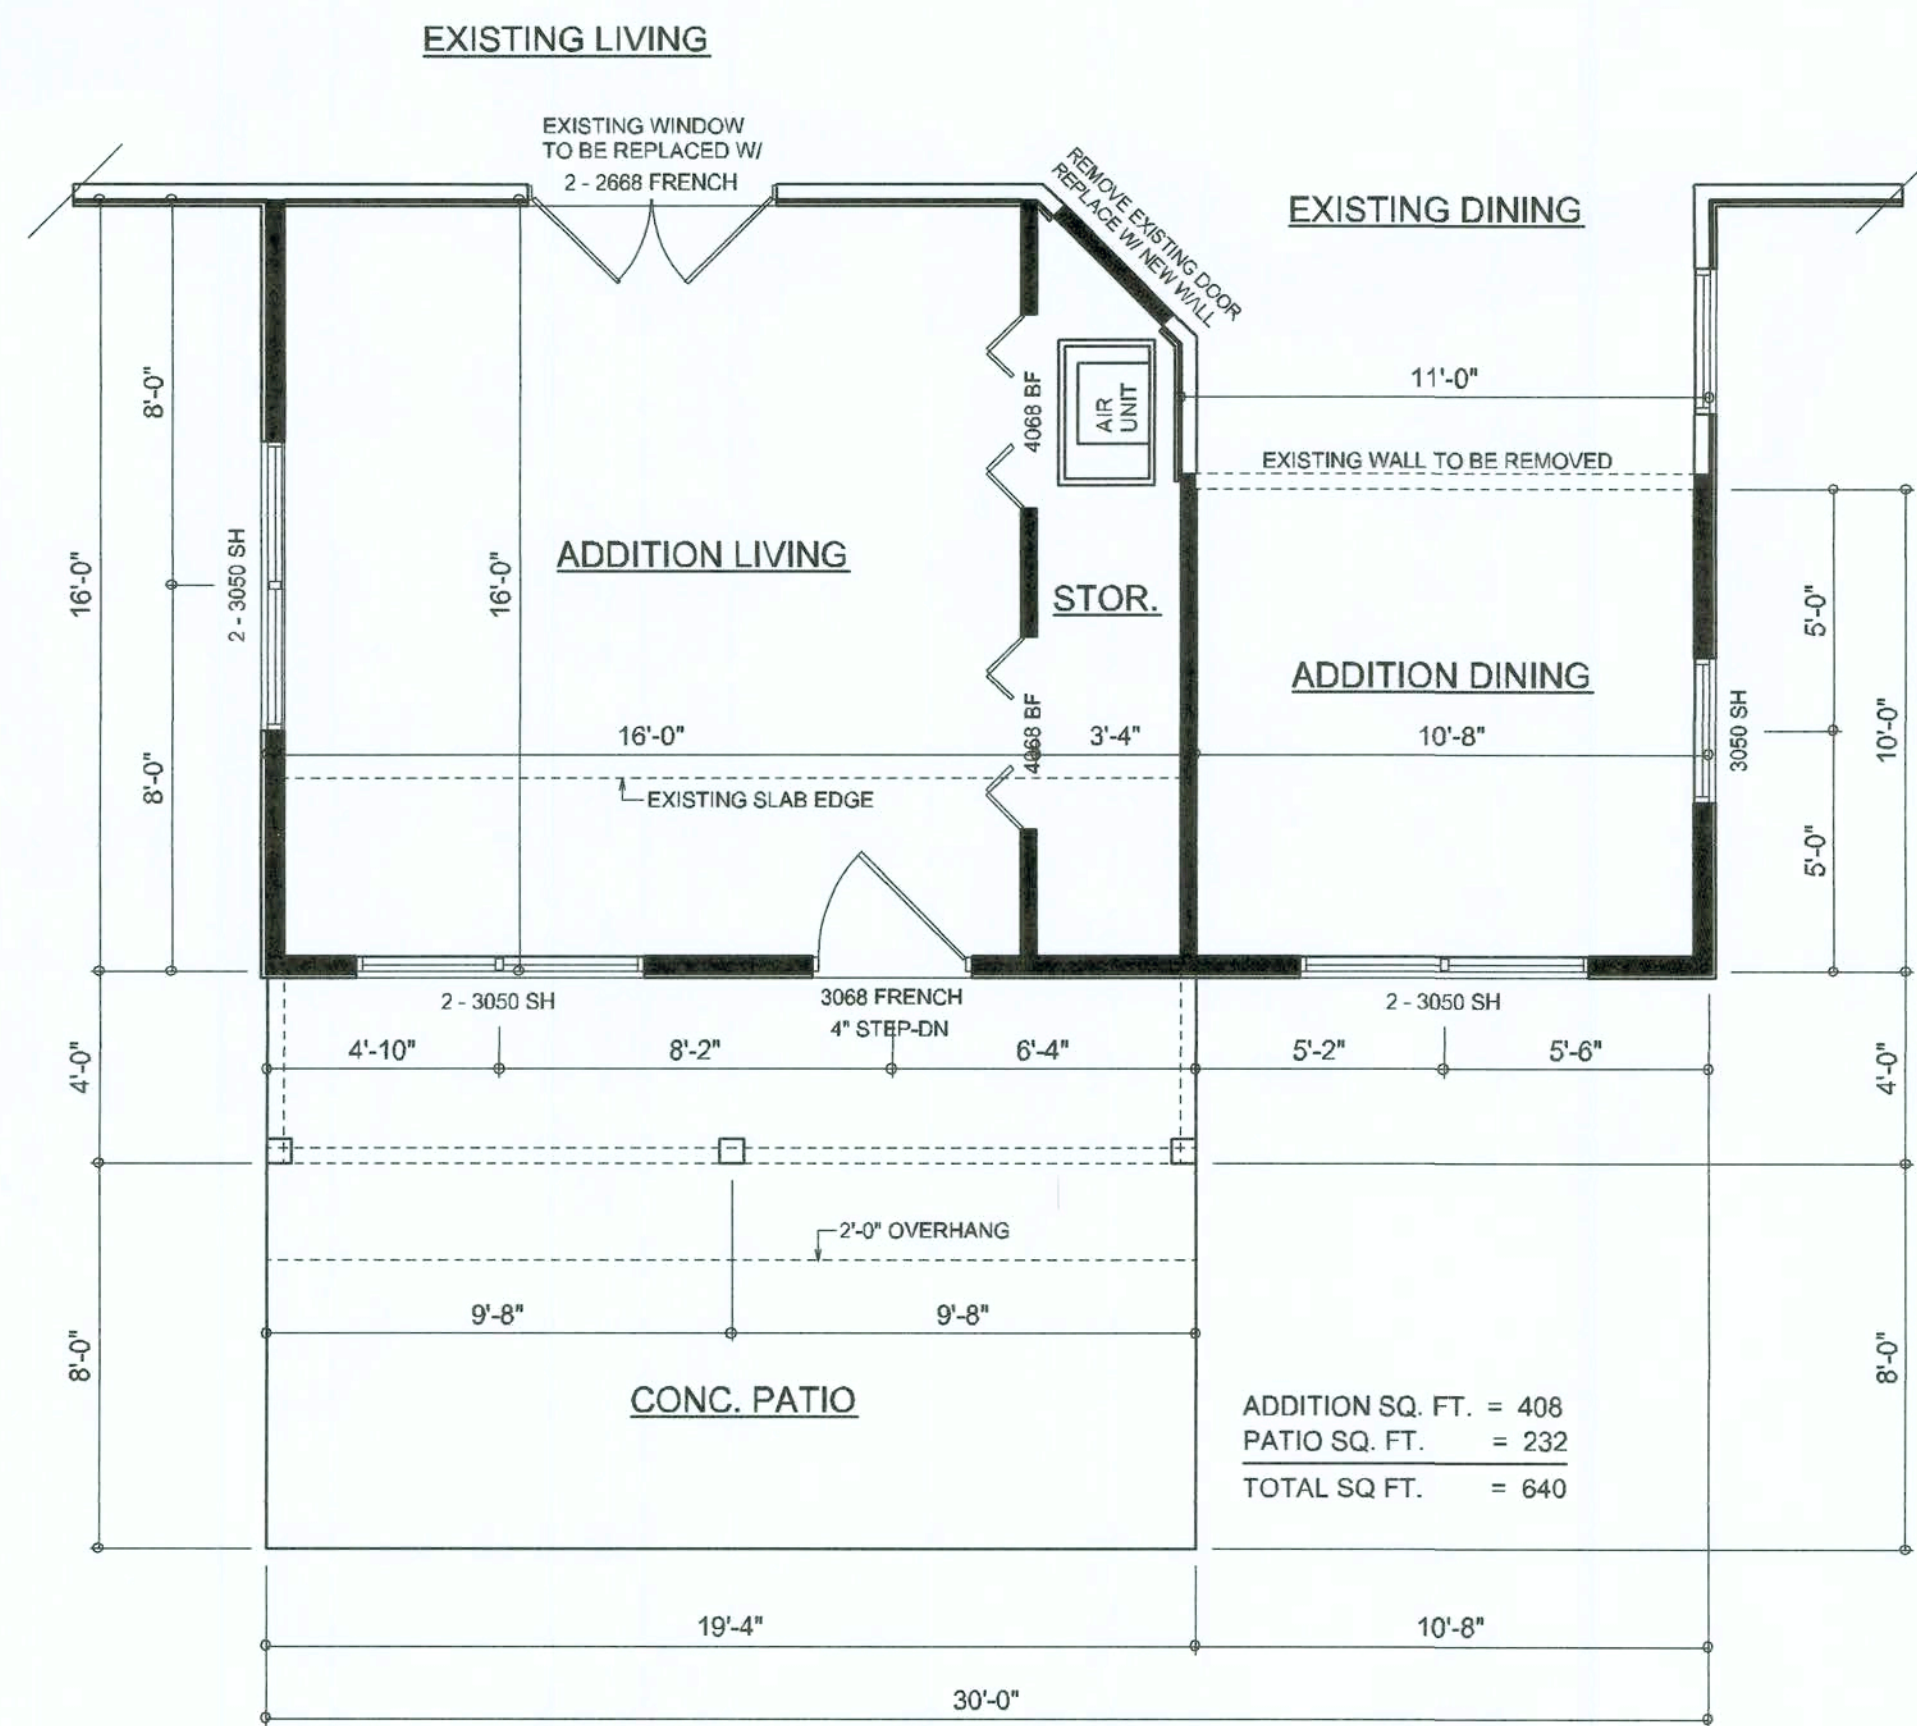 EXISTING LIVING
EXISTING WINDOW
TO BE REPLACED W/
2 - 2668 FRENCH
REMOVE EXISTING DOOR
REPLACE W/ NEW WALL
EXISTING DINING
8'-0"
11'-0"
4068 BF
AIR
UNIT
EXISTING WALL TO BE REMOVED
16'-0"
2 - 3050 SH
16'-0"
ADDITION LIVING
STOR.
5'-0"
ADDITION DINING
16'-0"
4068 BF
3'-4"
10'-8"
3050 SH
10'-0"
8'-0"
EXISTING SLAB EDGE
5'-0"
2 - 3050 SH
3068 FRENCH
4" STEP-DN
2 - 3050 SH
4'-0"
4'-10"
8'-2"
6'-4"
5'-2"
5'-6"
4'-0"
2'-0" OVERHANG
9'-8"
9'-8"
8'-0"
8'-0"
CONC. PATIO
ADDITION SQ. FT. = 408
PATIO SQ. FT. = 232
TOTAL SQ FT. = 640
19'-4"
10'-8"
30'-0"